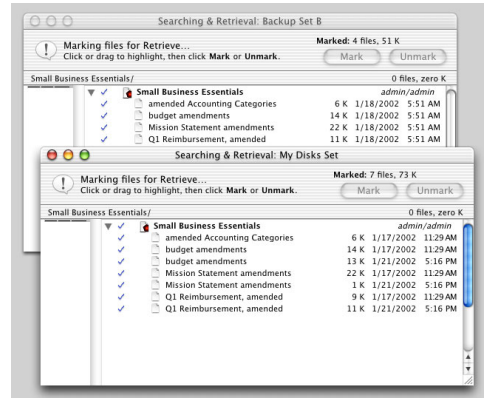 Searching & Retrieval: Backup Set B
Marking files for Retrieve...
Click or drag to highlight, then click Mark or Unmark.
Marked: 4 files, 51 K
Mark
Unmark
Small Business Essentials/ 0 files, zero K
Small Business Essentials admin/admin
amended Accounting Categories 6 K 1/18/2002 5:51 AM
budget amendments 14 K 1/18/2002 5:51 AM
Mission Statement amendments 22 K 1/18/2002 5:51 AM
Q1 Reimbursement, amended 11 K 1/18/2002 5:51 AM
Searching & Retrieval: My Disks Set
Marking files for Retrieve...
Click or drag to highlight, then click Mark or Unmark.
Marked: 7 files, 73 K
Mark
Unmark
Small Business Essentials/ 0 files, zero K
Small Business Essentials admin/admin
amended Accounting Categories 6 K 1/17/2002 11:29 AM
budget amendments 14 K 1/17/2002 11:29 AM
budget amendments 13 K 1/21/2002 5:16 PM
Mission Statement amendments 22 K 1/17/2002 11:29 AM
Mission Statement amendments 1 K 1/21/2002 5:16 PM
Q1 Reimbursement, amended 9 K 1/17/2002 11:29 AM
Q1 Reimbursement, amended 11 K 1/21/2002 5:16 PM